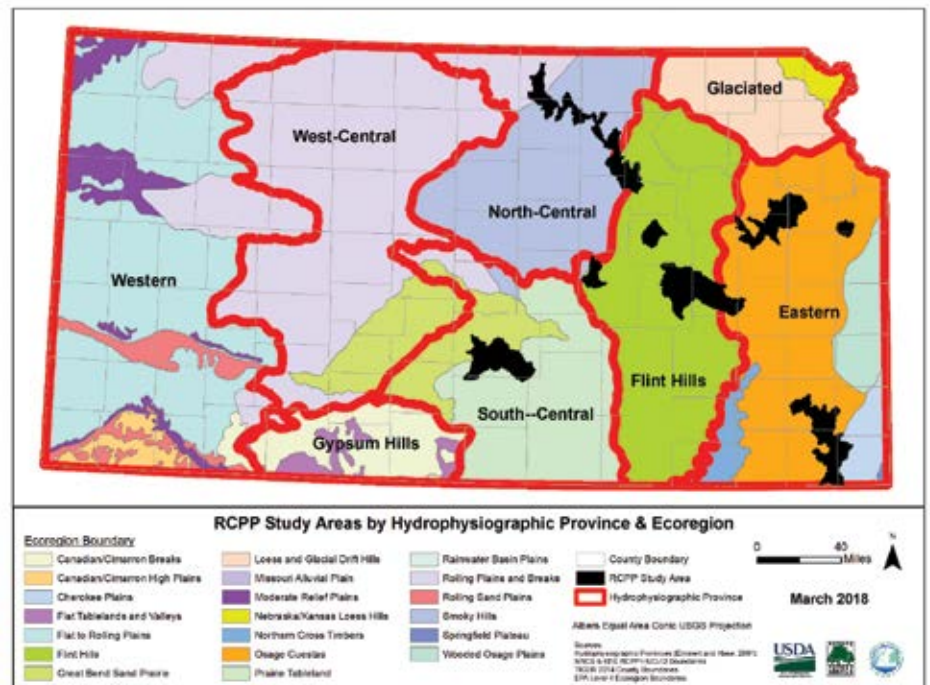 Glaciated
West-Central
North-Central
Western
Eastern
Flint Hills
South--Central
Gypsum Hills
RCPP Study Areas by Hydrophysiographic Province & Ecoregion
Ecoregion Boundary
Canadian/Cimarron Breaks
Canadian/Cimarron High Plains
Cherokee Plains
Flat Tablelands and Valleys
Flat to Rolling Plains
Flint Hills
Great Bend Sand Prairie
Loess and Glacial Drift Hills
Missouri Alluvial Plain
Moderate Relief Plains
Nebraska/Kansas Loess Hills
Northern Cross Timbers
Osage Cuestas
Prairie Tableland
Rainwater Basin Plains
Rolling Plains and Breaks
Rolling Sand Plains
Smoky Hills
Springfield Plateau
Wooded Osage Plains
County Boundary
RCPP Study Area
Hydrophysiographic Province
Albers Equal Area Conic USGS Projection
Sources:
EPA Level Ecoregion Boundaries
0 40
Miles
N
March 2018
USDA